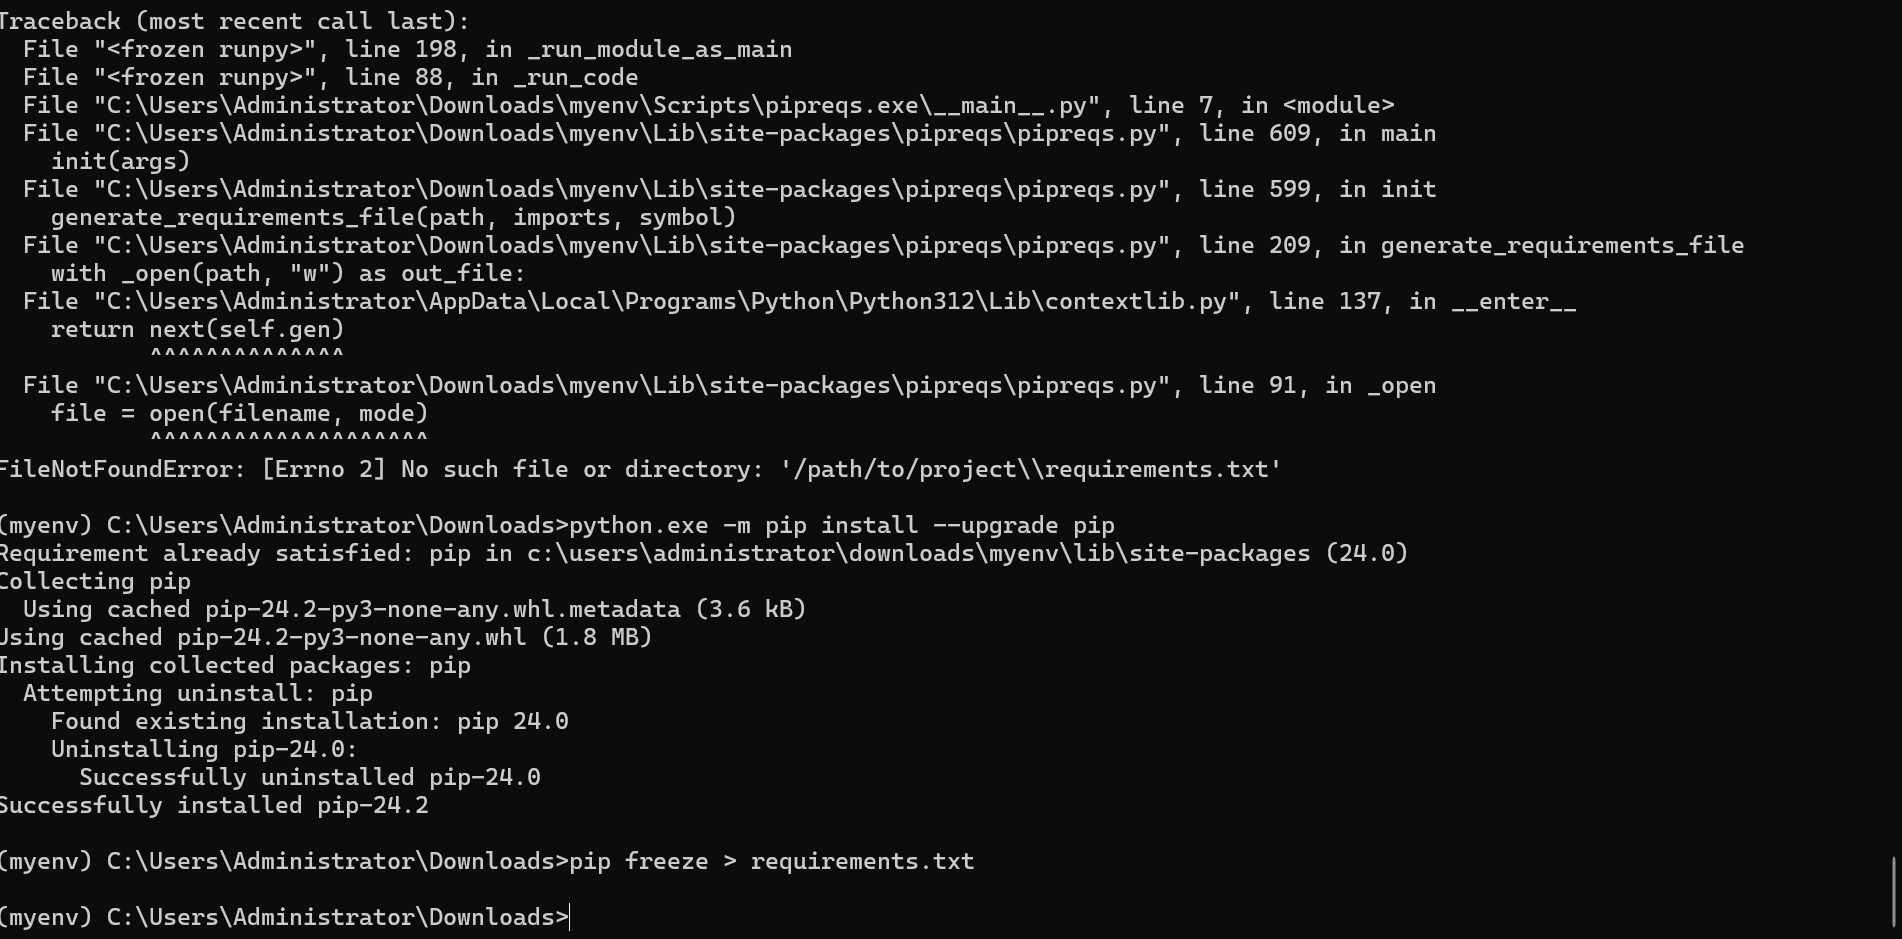 Traceback (most recent call last):
  File "<frozen runpy>", line 198, in _run_module_as_main
  File "<frozen runpy>", line 88, in _run_code
  File "C:\Users\Administrator\Downloads\myenv\Scripts\pipreqs.exe\__main__.py", line 7, in <module>
  File "C:\Users\Administrator\Downloads\myenv\Lib\site-packages\pipreqs\pipreqs.py", line 609, in main
    init(args)
  File "C:\Users\Administrator\Downloads\myenv\Lib\site-packages\pipreqs\pipreqs.py", line 599, in init
    generate_requirements_file(path, imports, symbol)
  File "C:\Users\Administrator\Downloads\myenv\Lib\site-packages\pipreqs\pipreqs.py", line 209, in generate_requirements_file
    with _open(path, "w") as out_file:
  File "C:\Users\Administrator\AppData\Local\Programs\Python\Python312\Lib\contextlib.py", line 137, in __enter__
    return next(self.gen)
           ^^^^^^^^^^^^^^
  File "C:\Users\Administrator\Downloads\myenv\Lib\site-packages\pipreqs\pipreqs.py", line 91, in _open
    file = open(filename, mode)
           ^^^^^^^^^^^^^^^^^^^^
FileNotFoundError: [Errno 2] No such file or directory: '/path/to/project\\requirements.txt'

(myenv) C:\Users\Administrator\Downloads>python.exe -m pip install --upgrade pip
Requirement already satisfied: pip in c:\users\administrator\downloads\myenv\lib\site-packages (24.0)
Collecting pip
  Using cached pip-24.2-py3-none-any.whl.metadata (3.6 kB)
Using cached pip-24.2-py3-none-any.whl (1.8 MB)
Installing collected packages: pip
  Attempting uninstall: pip
    Found existing installation: pip 24.0
    Uninstalling pip-24.0:
      Successfully uninstalled pip-24.0
Successfully installed pip-24.2

(myenv) C:\Users\Administrator\Downloads>pip freeze > requirements.txt

(myenv) C:\Users\Administrator\Downloads>